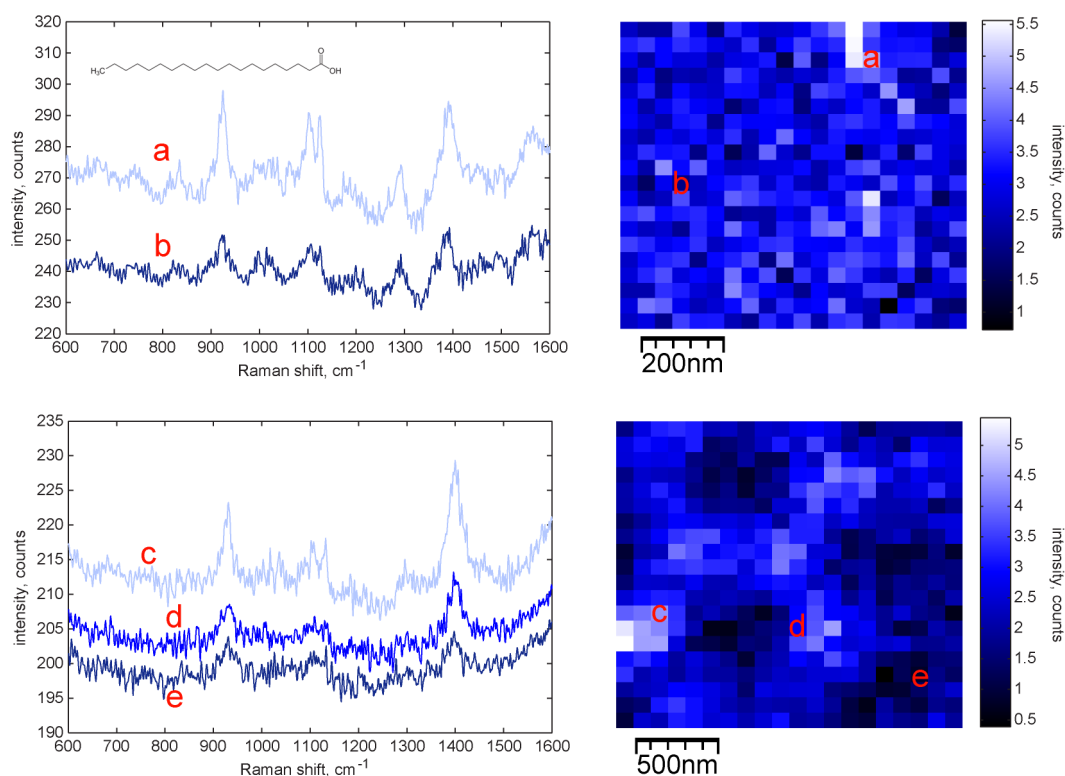 320
310
300
290
280
270
260
250
240
230
220
intensity, counts
H₃C
O
OH
a
b
600 700 800 900 1000 1100 1200 1300 1400 1500 1600
Raman shift, cm⁻¹
a
b
200nm
5.5
5
4.5
4
3.5
3
2.5
2
1.5
1
intensity, counts
235
230
225
220
215
210
205
200
195
190
intensity, counts
c
d
e
600 700 800 900 1000 1100 1200 1300 1400 1500 1600
Raman shift, cm⁻¹
c
d
e
500nm
5
4.5
4
3.5
3
2.5
2
1.5
1
0.5
intensity, counts